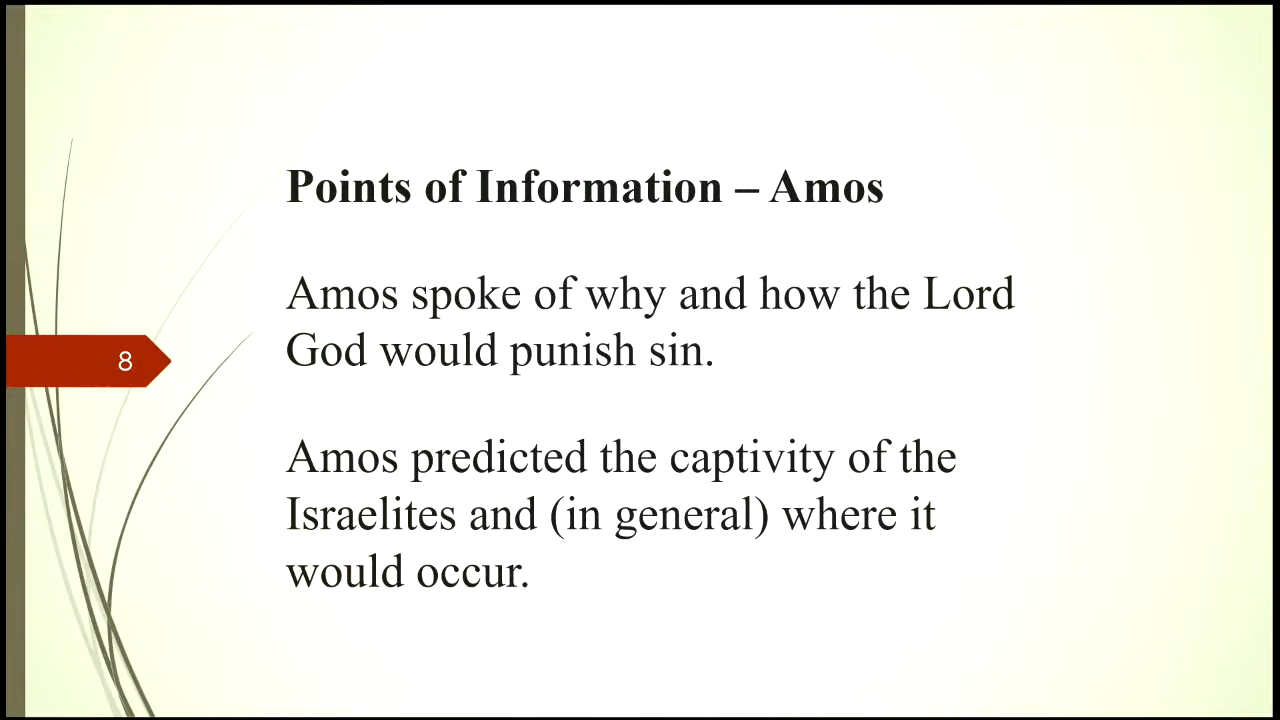 Points of Information – Amos
Amos spoke of why and how the Lord
God would punish sin.
8
Amos predicted the captivity of the
Israelites and (in general) where it
would occur.